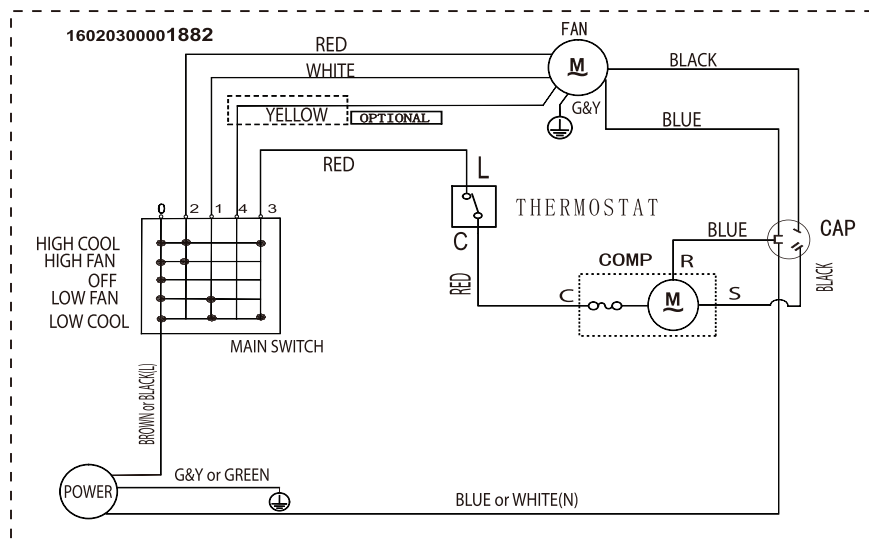 16020300001882
FAN
RED
M
BLACK
WHITE
YELLOW
OPTIONAL
G&Y
BLUE
RED
L
0 2 1 4 3
THERMOSTAT
C
CAP
BLUE
HIGH COOL
HIGH FAN
OFF
LOW FAN
LOW COOL
COMP R
BLACK
RED
C
M
S
MAIN SWITCH
BROWN or BLACK(L)
G&Y or GREEN
POWER
BLUE or WHITE(N)